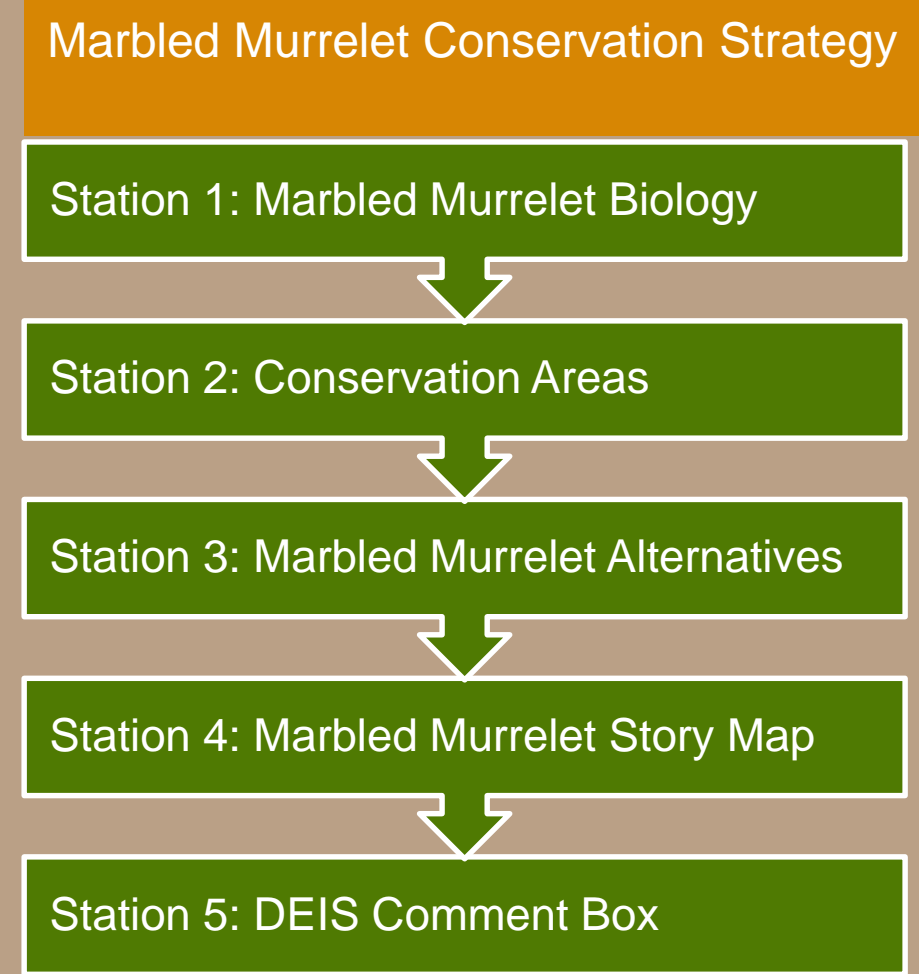 Marbled Murrelet Conservation Strategy
Station 1: Marbled Murrelet Biology
Station 2: Conservation Areas
Station 3: Marbled Murrelet Alternatives
Station 4: Marbled Murrelet Story Map
Station 5: DEIS Comment Box